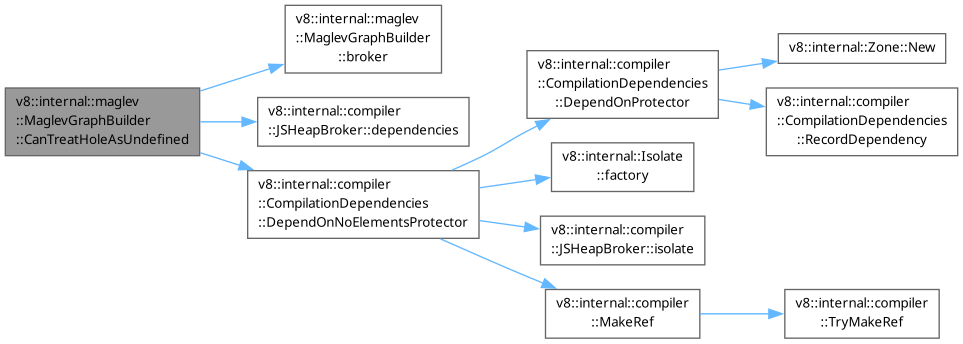 v8::internal::maglev
::MaglevGraphBuilder
::CanTreatHoleAsUndefined
v8::internal::maglev
::MaglevGraphBuilder
::broker
v8::internal::compiler
::JSHeapBroker::dependencies
v8::internal::compiler
::CompilationDependencies
::DependOnNoElementsProtector
v8::internal::compiler
::CompilationDependencies
::DependOnProtector
v8::internal::Isolate
::factory
v8::internal::compiler
::JSHeapBroker::isolate
v8::internal::compiler
::MakeRef
v8::internal::Zone::New
v8::internal::compiler
::CompilationDependencies
::RecordDependency
v8::internal::compiler
::TryMakeRef